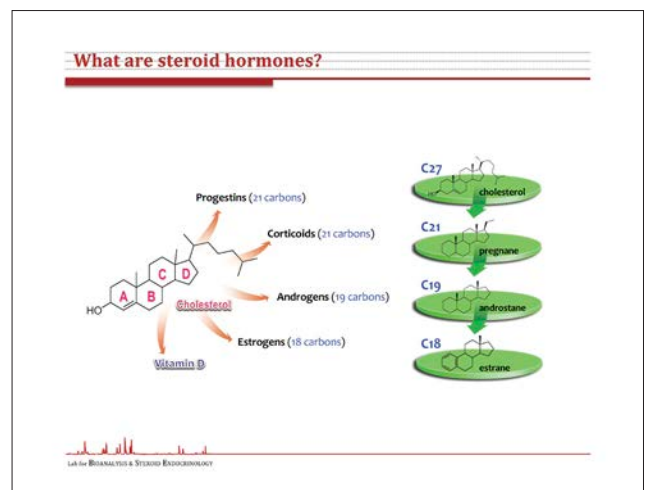 What are steroid hormones?
Progestins (21 carbons)
Corticoids (21 carbons)
Androgens (19 carbons)
Estrogens (18 carbons)
Vitamin D
Cholesterol
A
B
C
D
HO
C27
HO
cholesterol
C21
pregnane
C19
androstane
C18
estrane
Lab for BIOANALYSIS & STEROID ENDOCRINOLOGY